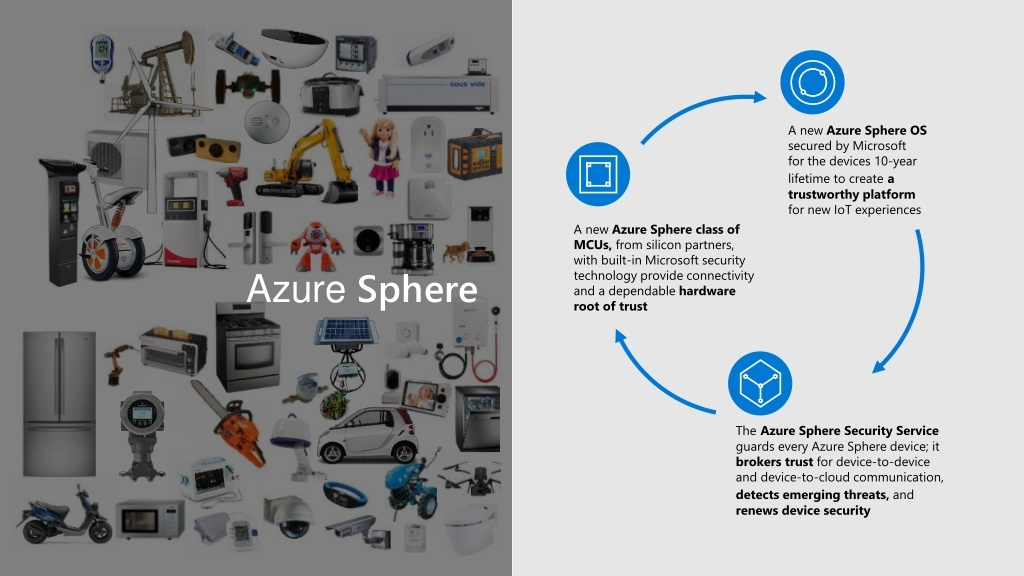 SOUS VIDE
Azure Sphere
A new Azure Sphere OS
secured by Microsoft
for the devices 10-year
lifetime to create a
trustworthy platform
for new IoT experiences
A new Azure Sphere class of
MCUs, from silicon partners,
with built-in Microsoft security
technology provide connectivity
and a dependable hardware
root of trust
The Azure Sphere Security Service
guards every Azure Sphere device; it
brokers trust for device-to-device
and device-to-cloud communication,
detects emerging threats, and
renews device security